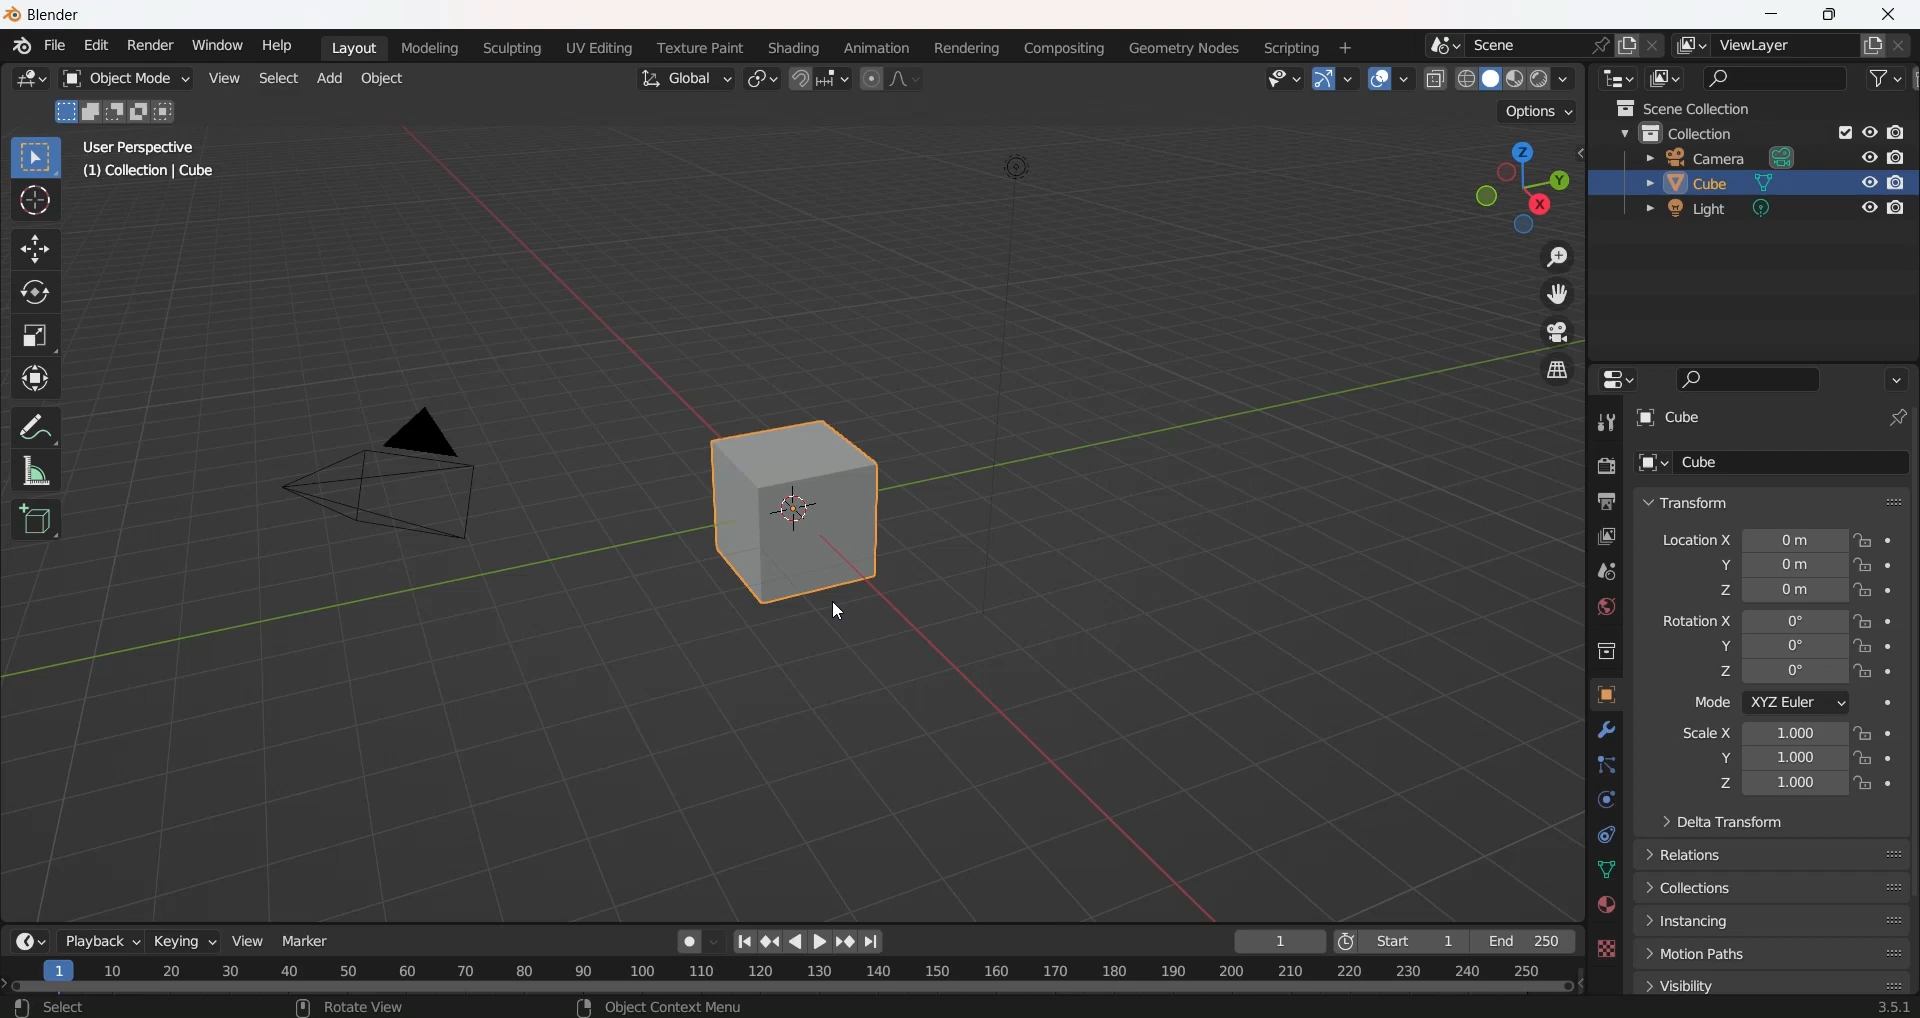 Blender
File Edit Render Window Help Layout Modeling Sculpting UV Editing Texture Paint Shading Animation Rendering Compositing Geometry Nodes Scripting + Scene ViewLayer
Object Mode View Select Add Object Global
Options
User Perspective
(1) Collection | Cube
Z
Y
X
Scene Collection
Collection
Camera
Cube
Light
Cube
Cube
Transform
Location X 0 m
Y 0 m
Z 0 m
Rotation X 0°
Y 0°
Z 0°
Mode XYZ Euler
Scale X 1.000
Y 1.000
Z 1.000
Delta Transform
Relations
Collections
Instancing
Motion Paths
Visibility
Playback Keying View Marker 1 Start 1 End 250
1 10 20 30 40 50 60 70 80 90 100 110 120 130 140 150 160 170 180 190 200 210 220 230 240 250
Select Rotate View Object Context Menu 3.5.1